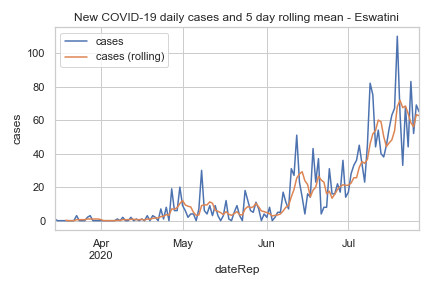 New COVID-19 daily cases and 5 day rolling mean - Eswatini
cases
cases (rolling)
100
80
60
40
20
0
cases
Apr
2020
May
Jun
Jul
dateRep